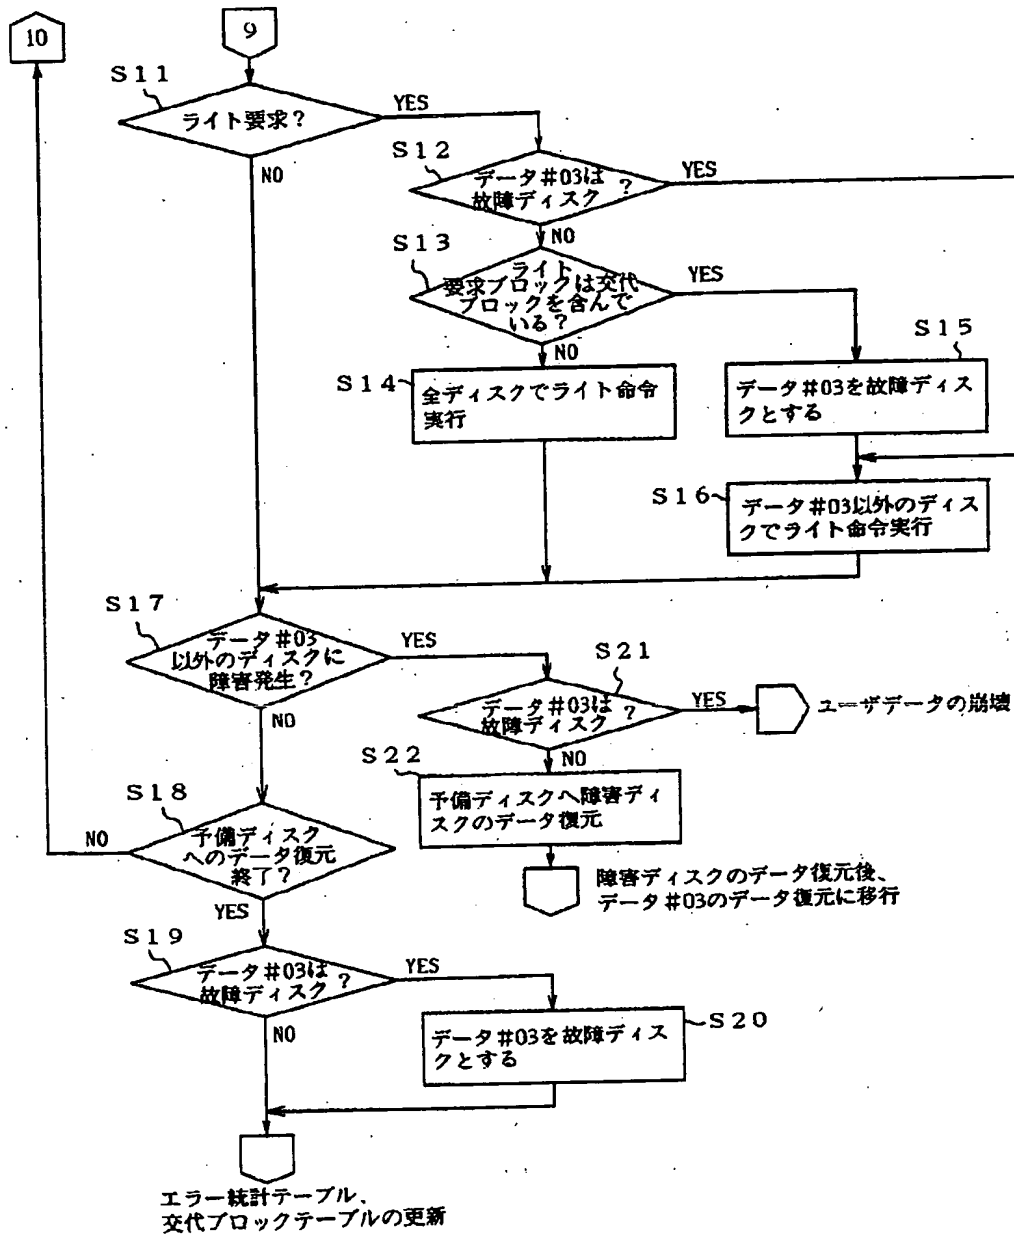 10
9
S11
ライト要求？
YES
NO
S12
データ＃03は
故障ディスク ？
YES
NO
S13
ライト
要求ブロックは交代
ブロックを含んで
いる？
YES
NO
S14
全ディスクでライト命令
実行
S15
データ＃03を故障ディス
クとする
S16
データ＃03以外のディス
クでライト命令実行
S17
データ＃03
以外のディスクに
障害発生？
YES
NO
S21
データ＃03は
故障ディスク ？
YES
ユーザデータの崩壊
NO
S22
予備ディスクへ障害ディ
スクのデータ復元
障害ディスクのデータ復元後、
データ＃03のデータ復元に移行
S18
予備ディスク
へのデータ復元
終了？
NO
YES
S19
データ＃03は
故障ディスク ？
YES
NO
S20
データ＃03を故障ディス
クとする
エラー統計テーブル、
交代ブロックテーブルの更新